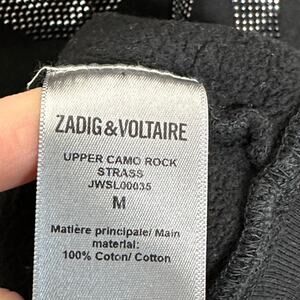 ZADIG&VOLTAIRE
UPPER CAMO ROCK
STRASS
JWSL00035
M
Matière principale/ Main
material:
100% Coton/ Cotton